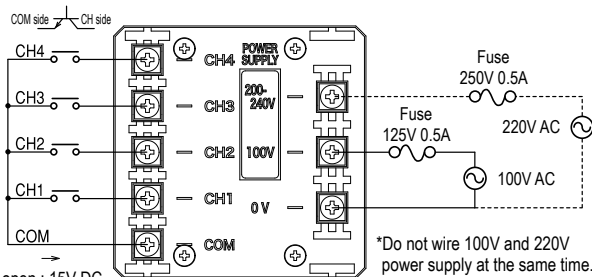 COM side CH side
CH4
CH3
CH2
CH1
COM
CH4
CH3
CH2
CH1
COM
POWER
SUPPLY
200-
240V
100V
0 V
Fuse
250V 0.5A
220V AC
Fuse
125V 0.5A
100V AC
*Do not wire 100V and 220V
power supply at the same time.
open : 15V DC